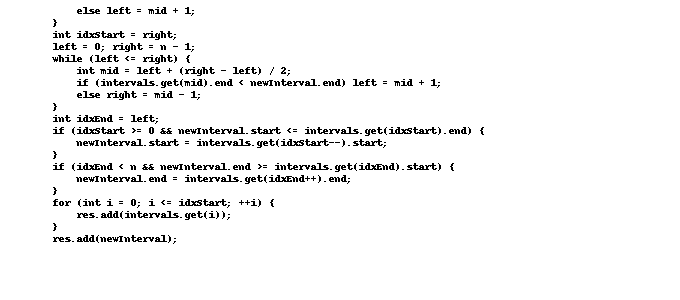 else left = mid + 1;
}
int idxStart = right;
left = 0; right = n - 1;
while (left <= right) {
int mid = left + (right - left) / 2;
if (intervals.get(mid).end < newInterval.end) left = mid + 1;
else right = mid - 1;
}
int idxEnd = left;
if (idxStart >= 0 && newInterval.start <= intervals.get(idxStart).end) {
newInterval.start = intervals.get(idxStart--).start;
}
if (idxEnd < n && newInterval.end >= intervals.get(idxEnd).start) {
newInterval.end = intervals.get(idxEnd++).end;
}
for (int i = 0; i <= idxStart; ++i) {
res.add(intervals.get(i));
}
res.add(newInterval);